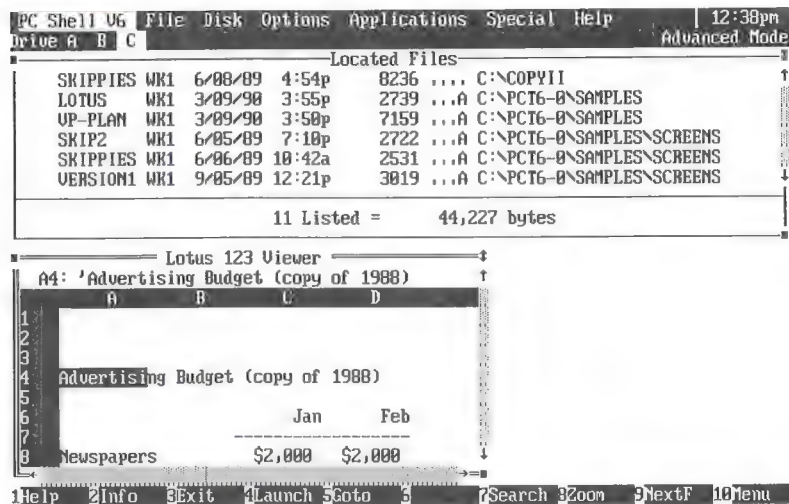 PC Shell V6 File Disk Options Applications Special Help 12:38pm
Drive A B C Advanced Mode
Located Files
SKIPPIES WK1 6/08/89 4:54p 8236 .... C:\COPYII
LOTUS WK1 3/09/90 3:55p 2739 ...A C:\PCT6-0\SAMPLES
VP-PLAN WK1 3/09/90 3:50p 7159 ...A C:\PCT6-0\SAMPLES
SKIP2 WK1 6/05/89 7:10p 2722 ...A C:\PCT6-0\SAMPLES\SCREENS
SKIPPIES WK1 6/06/89 10:42a 2531 ...A C:\PCT6-0\SAMPLES\SCREENS
VERSION1 WK1 9/05/89 12:21p 3019 ...A C:\PCT6-0\SAMPLES\SCREENS
11 Listed = 44,227 bytes
Lotus 123 Viewer
A4: 'Advertising Budget (copy of 1988)
A B C D
1
2
3
4 Advertising Budget (copy of 1988)
5
6 Jan Feb
7 --------------------
8 Newspapers $2,000 $2,000
1Help 2Info 3Exit 4Launch 5Goto 6 7Search 8Zoom 9NextF 10Menu